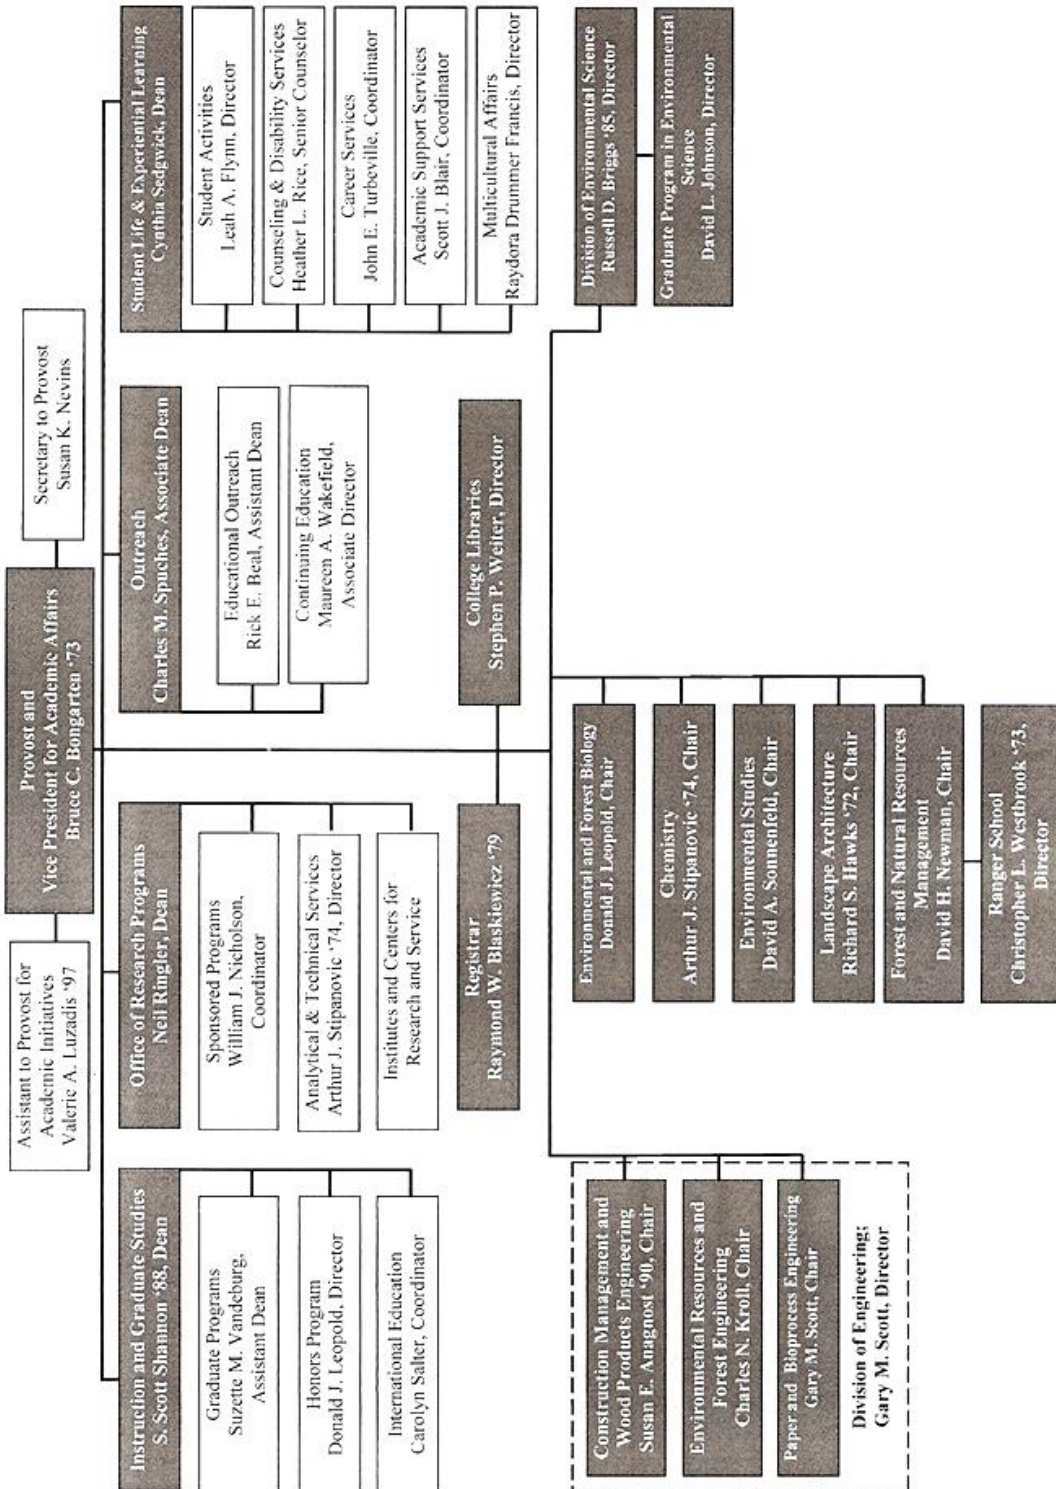 Provost and
Vice President for Academic Affairs
Bruce C. Bongarten '73
Assistant to Provost for
Academic Initiatives
Valerie A. Luzadis '97
Secretary to Provost
Susan K. Nevins
Instruction and Graduate Studies
S. Scott Shannon '88, Dean
Graduate Programs
Suzette M. Vandeburg,
Assistant Dean
Honors Program
Donald J. Leopold, Director
International Education
Carolyn Salter, Coordinator
Office of Research Programs
Neil Ringler, Dean
Sponsored Programs
William J. Nicholson,
Coordinator
Analytical & Technical Services
Arthur J. Stipanovic '74, Director
Institutes and Centers for
Research and Service
Outreach
Charles M. Spuches, Associate Dean
Educational Outreach
Rick E. Beal, Assistant Dean
Continuing Education
Maureen A. Wakefield,
Associate Director
Student Life & Experiential Learning
Cynthia Sedgwick, Dean
Student Activities
Leah A. Flynn, Director
Counseling & Disability Services
Heather L. Rice, Senior Counselor
Career Services
John E. Turbeville, Coordinator
Academic Support Services
Scott J. Blair, Coordinator
Multicultural Affairs
Raydora Drummer Francis, Director
Registrar
Raymond W. Blaskiewicz '79
College Libraries
Stephen P. Weiter, Director
Construction Management and
Wood Products Engineering
Susan E. Anagnost '90, Chair
Environmental Resources and
Forest Engineering
Charles N. Kroll, Chair
Paper and Bioprocess Engineering
Gary M. Scott, Chair
Division of Engineering;
Gary M. Scott, Director
Environmental and Forest Biology
Donald J. Leopold, Chair
Chemistry
Arthur J. Stipanovic '74, Chair
Environmental Studies
David A. Sonnenfeld, Chair
Landscape Architecture
Richard S. Hawks '72, Chair
Forest and Natural Resources
Management
David H. Newman, Chair
Ranger School
Christopher L. Westbrook '73,
Director
Division of Environmental Science
Russell D. Briggs '85, Director
Graduate Program in Environmental
Science
David L. Johnson, Director